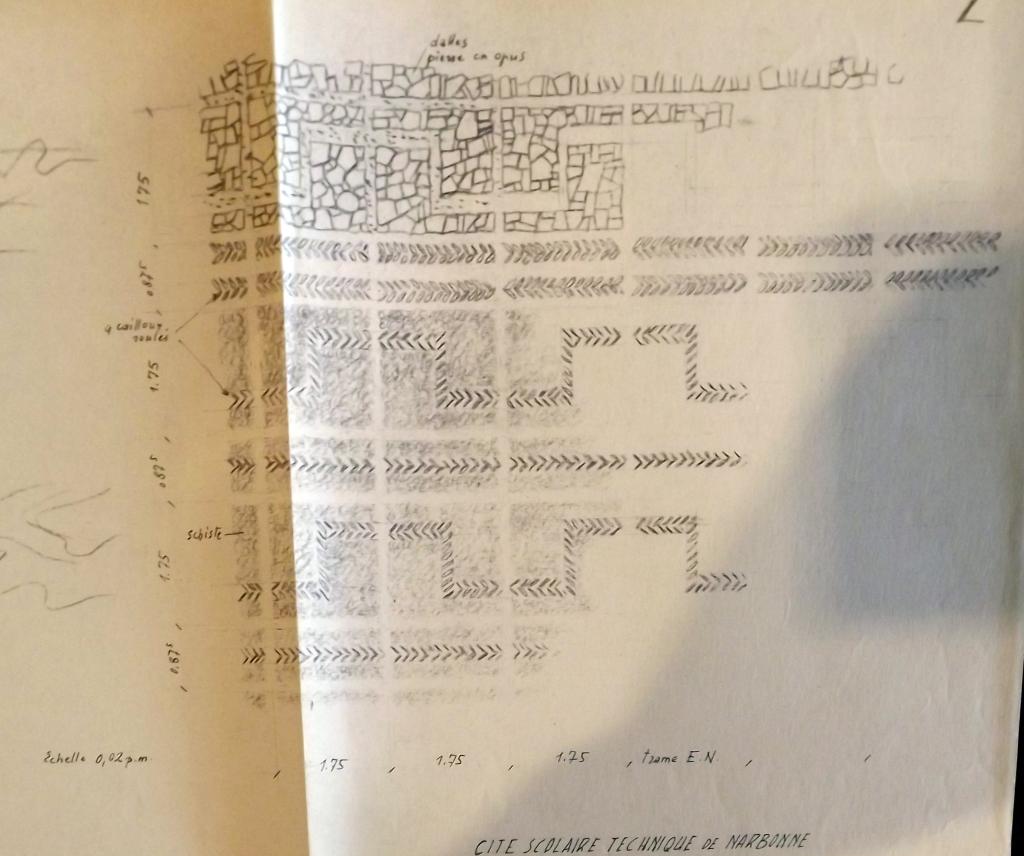 2
dalles
pierre en opus
1.75
0.875
4 cailloux
roulés
1.75
0.875
schiste
1.75
0.875
Echelle 0,02 p.m.
1.75 1.75 1.75 trame E.N.
CITE SCOLAIRE TECHNIQUE DE NARBONNE